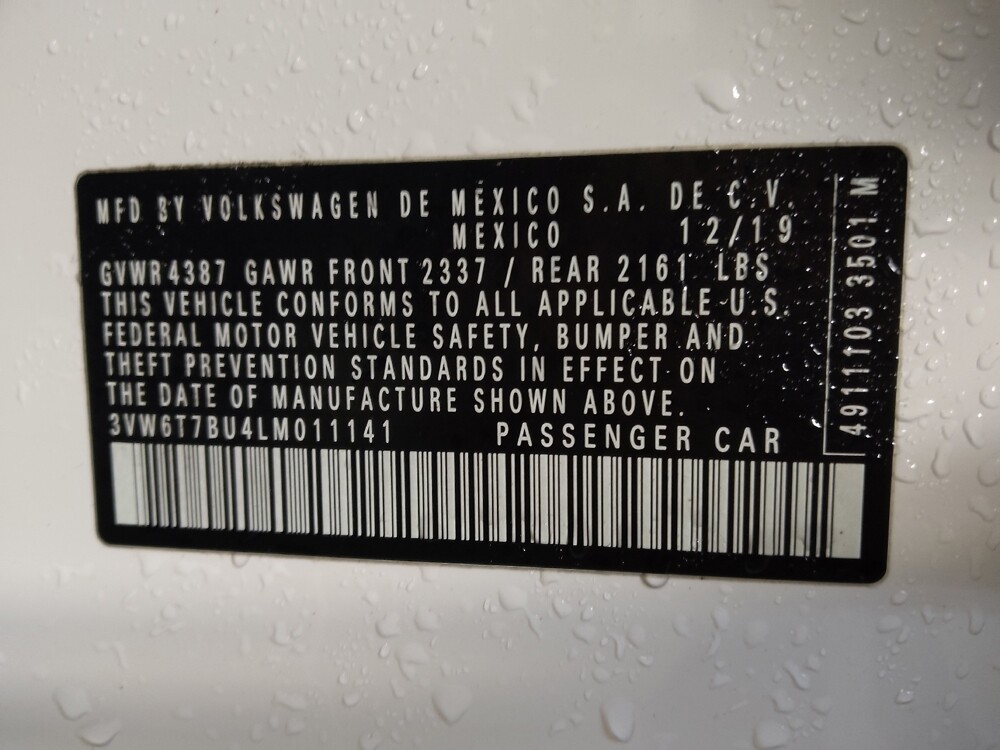 MFD BY VOLKSWAGEN DE MÉXICO S.A. DE C.V.
MEXICO 12/19
GVWR 4387 GAWR FRONT 2337 / REAR 2161 LBS
THIS VEHICLE CONFORMS TO ALL APPLICABLE U.S.
FEDERAL MOTOR VEHICLE SAFETY, BUMPER AND
THEFT PREVENTION STANDARDS IN EFFECT ON
THE DATE OF MANUFACTURE SHOWN ABOVE.
3VW6T7BU4LM011141 PASSENGER CAR
4911103 3501 M